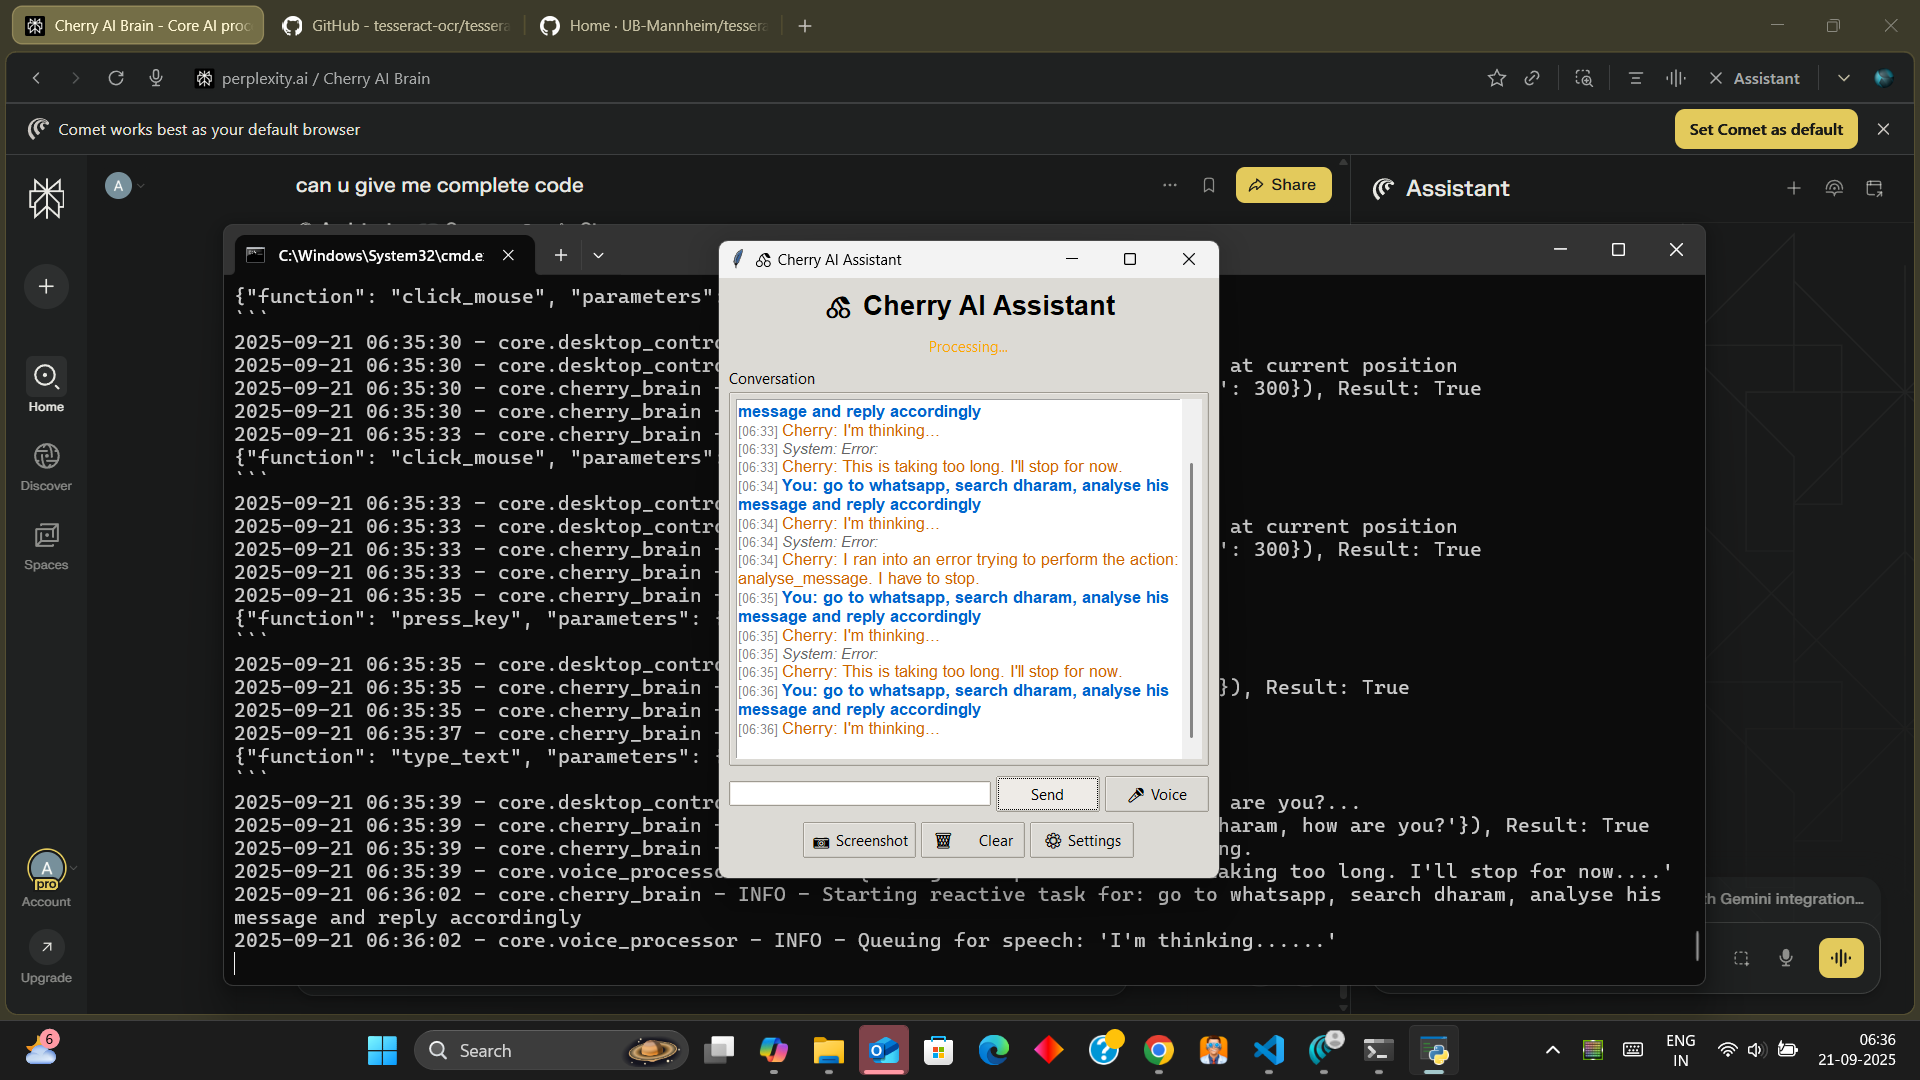 Cherry AI Brain - Core AI proc
GitHub - tesseract-ocr/tessera
Home · UB-Mannheim/tessera
perplexity.ai / Cherry AI Brain
Assistant
Comet works best as your default browser
Set Comet as default
A
can u give me complete code
Share
Assistant
C:\Windows\System32\cmd.e
Cherry AI Assistant
Cherry AI Assistant
Processing...
Conversation
message and reply accordingly
[06:33] Cherry: I'm thinking...
[06:33] System: Error:
[06:33] Cherry: This is taking too long. I'll stop for now.
[06:34] You: go to whatsapp, search dharam, analyse his
message and reply accordingly
[06:34] Cherry: I'm thinking...
[06:34] System: Error:
[06:34] Cherry: I ran into an error trying to perform the action:
analyse_message. I have to stop.
[06:35] You: go to whatsapp, search dharam, analyse his
message and reply accordingly
[06:35] Cherry: I'm thinking...
[06:35] System: Error:
[06:35] Cherry: This is taking too long. I'll stop for now.
[06:36] You: go to whatsapp, search dharam, analyse his
message and reply accordingly
[06:36] Cherry: I'm thinking...
Send
Voice
Screenshot
Clear
Settings
{"function": "click_mouse", "parameters":
```
2025-09-21 06:35:30 - core.desktop_contro
2025-09-21 06:35:30 - core.desktop_contro at current position
2025-09-21 06:35:30 - core.cherry_brain - ': 300}), Result: True
2025-09-21 06:35:30 - core.cherry_brain -
2025-09-21 06:35:33 - core.cherry_brain -
{"function": "click_mouse", "parameters":
```
2025-09-21 06:35:33 - core.desktop_contro
2025-09-21 06:35:33 - core.desktop_contro at current position
2025-09-21 06:35:33 - core.cherry_brain - ': 300}), Result: True
2025-09-21 06:35:33 - core.cherry_brain -
2025-09-21 06:35:35 - core.cherry_brain -
{"function": "press_key", "parameters": {
```
2025-09-21 06:35:35 - core.desktop_contro
2025-09-21 06:35:35 - core.cherry_brain - }), Result: True
2025-09-21 06:35:35 - core.cherry_brain -
2025-09-21 06:35:37 - core.cherry_brain -
{"function": "type_text", "parameters": {
```
2025-09-21 06:35:39 - core.desktop_contro are you?...
2025-09-21 06:35:39 - core.cherry_brain - haram, how are you?'}), Result: True
2025-09-21 06:35:39 - core.cherry_brain - ng.
2025-09-21 06:35:39 - core.voice_processo aking too long. I'll stop for now....'
2025-09-21 06:36:02 - core.cherry_brain - INFO - Starting reactive task for: go to whatsapp, search dharam, analyse his
message and reply accordingly
2025-09-21 06:36:02 - core.voice_processor - INFO - Queuing for speech: 'I'm thinking......'
Home
Discover
Spaces
A
pro
Account
Upgrade
th Gemini integration...
6
Search
ENG
IN
06:36
21-09-2025